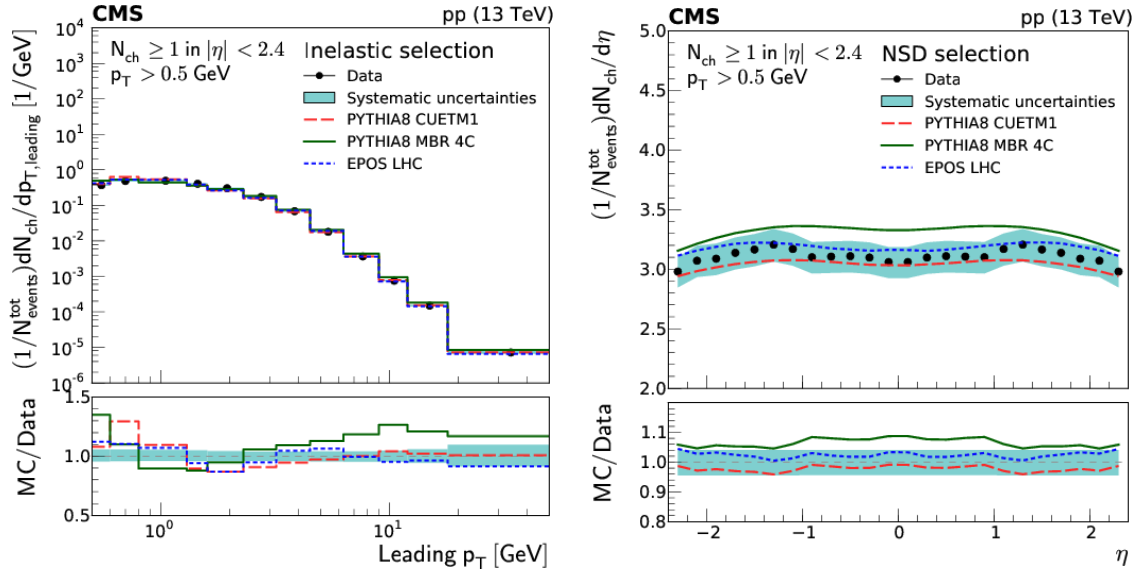 CMS pp (13 TeV)
N_ch ≥ 1 in |η| < 2.4 Inelastic selection
p_T > 0.5 GeV
Data
Systematic uncertainties
PYTHIA8 CUETM1
PYTHIA8 MBR 4C
EPOS LHC
(1/N^tot_events)dN_ch/dp_T,leading [1/GeV]
10^4
10^3
10^2
10^1
10^0
10^-1
10^-2
10^-3
10^-4
10^-5
10^-6
MC/Data
1.5
1.0
0.5
10^0 10^1
Leading p_T [GeV]
CMS pp (13 TeV)
N_ch ≥ 1 in |η| < 2.4 NSD selection
p_T > 0.5 GeV
Data
Systematic uncertainties
PYTHIA8 CUETM1
PYTHIA8 MBR 4C
EPOS LHC
(1/N^tot_events)dN_ch/dη
5.0
4.5
4.0
3.5
3.0
2.5
2.0
MC/Data
1.1
1.0
0.9
0.8
−2 −1 0 1 2
η